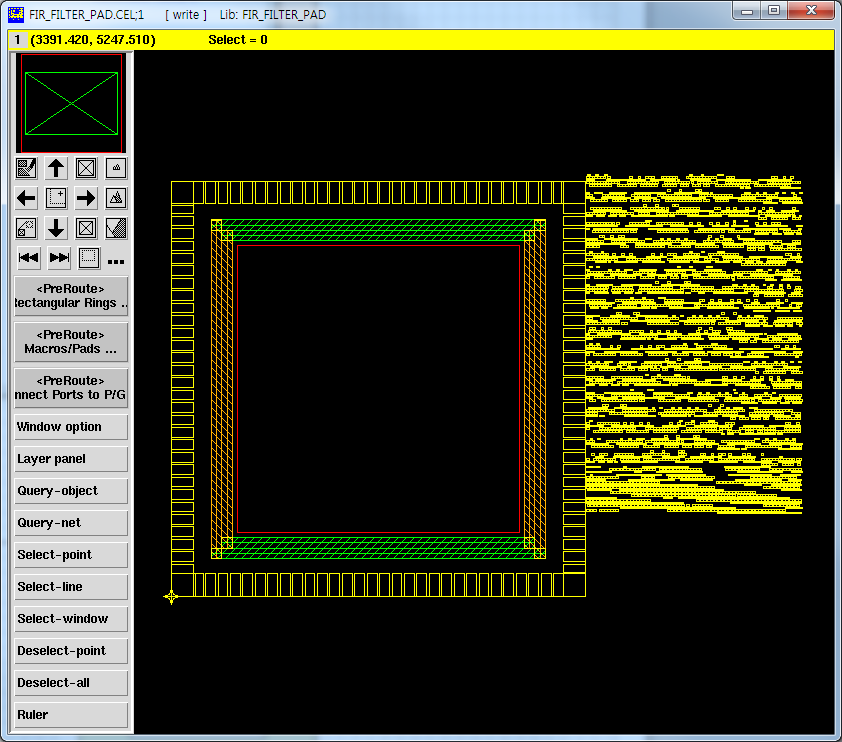 FIR_FILTER_PAD.CEL;1 [ write ] Lib: FIR_FILTER_PAD
1 (3391.420, 5247.510) Select = 0
<PreRoute>
Rectangular Rings ..
<PreRoute>
Macros/Pads ...
<PreRoute>
nnect Ports to P/G
Window option
Layer panel
Query-object
Query-net
Select-point
Select-line
Select-window
Deselect-point
Deselect-all
Ruler